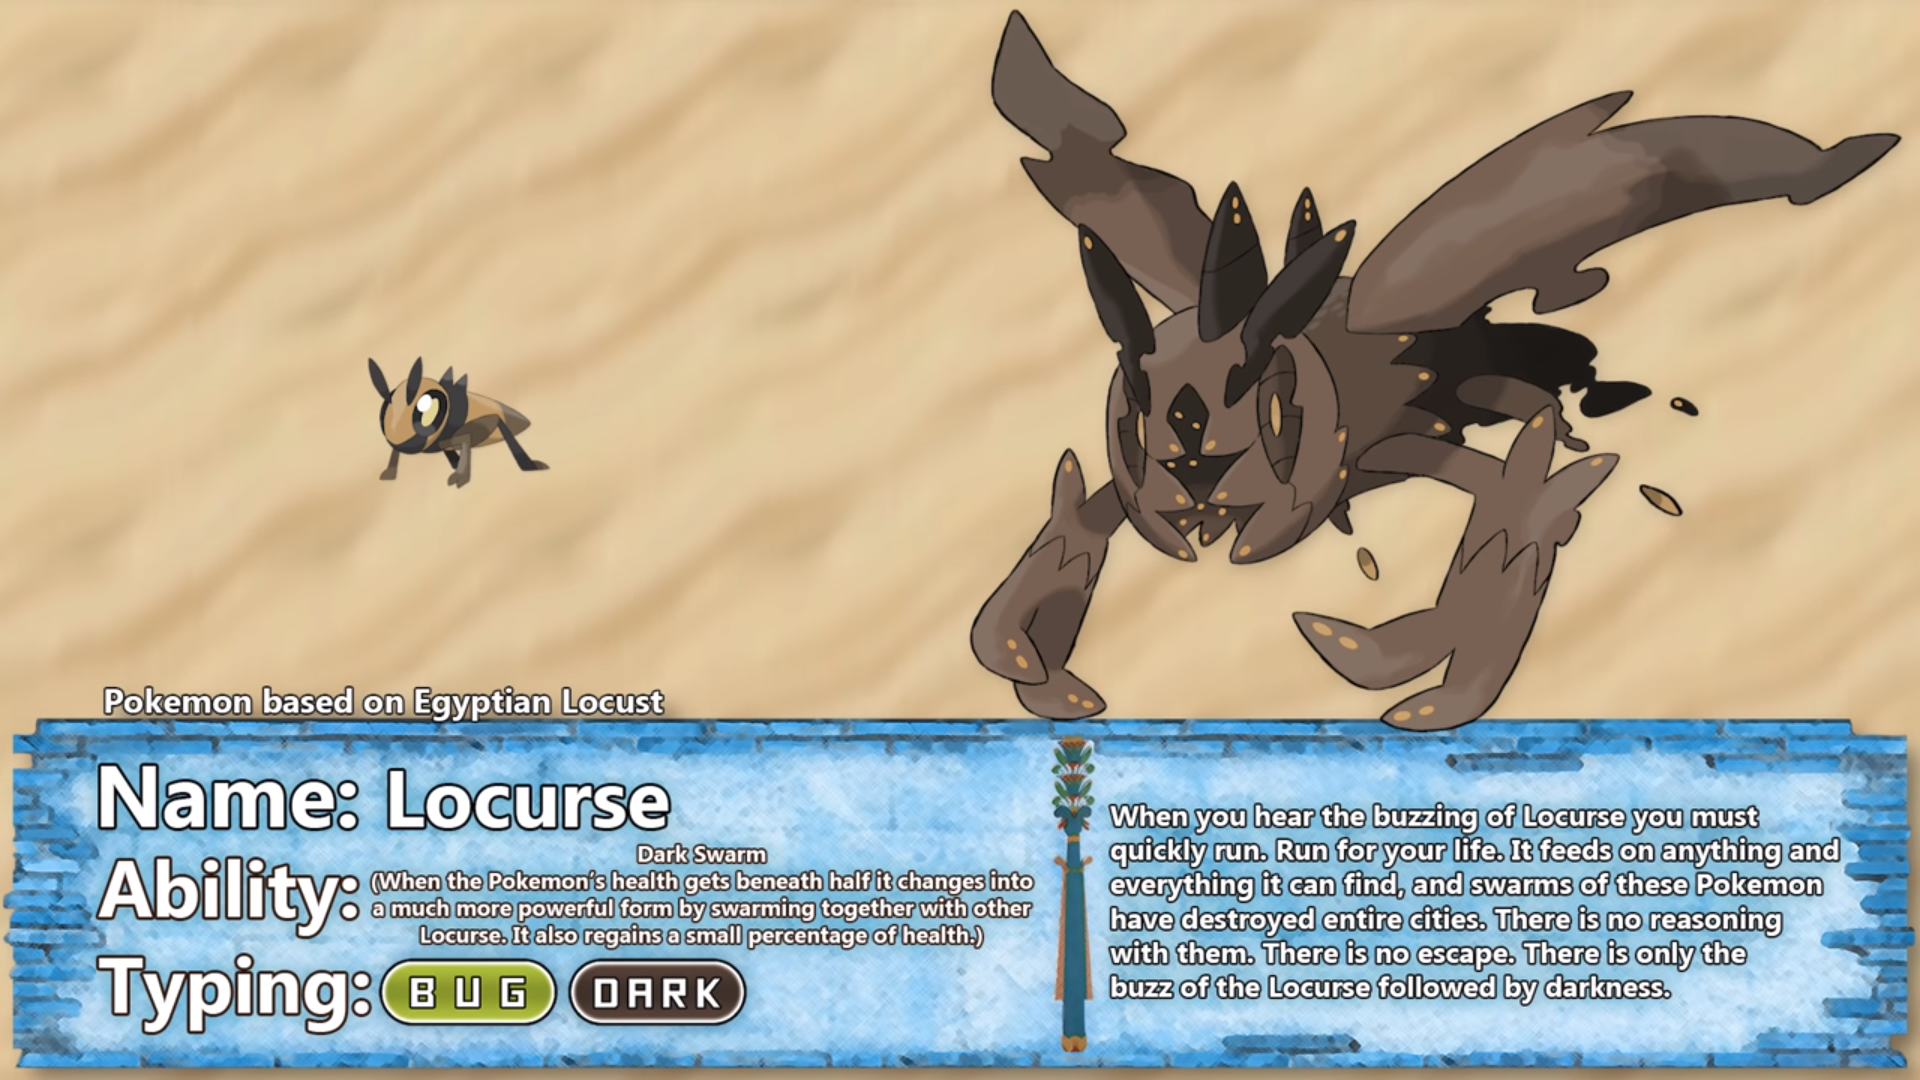 Pokemon based on Egyptian Locust
Name: Locurse
Ability: Dark Swarm
(When the Pokemon's health gets beneath half it changes into
a much more powerful form by swarming together with other
Locurse. It also regains a small percentage of health.)
Typing: BUG DARK
When you hear the buzzing of Locurse you must
quickly run. Run for your life. It feeds on anything and
everything it can find, and swarms of these Pokemon
have destroyed entire cities. There is no reasoning
with them. There is no escape. There is only the
buzz of the Locurse followed by darkness.